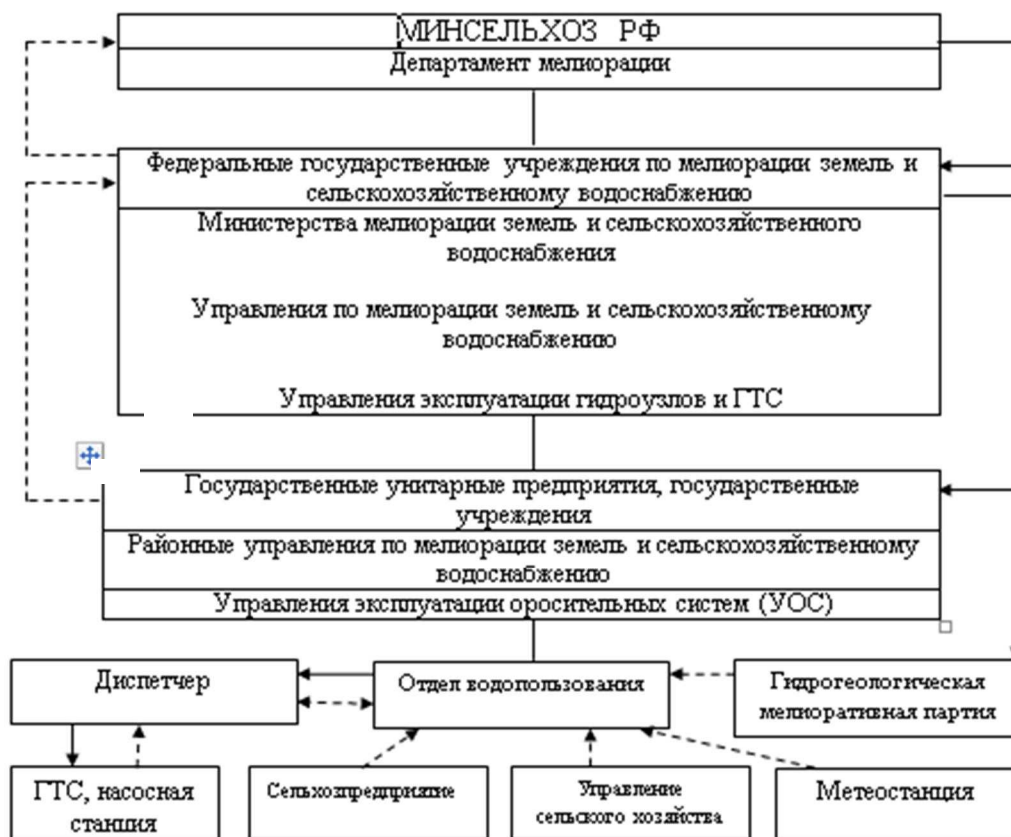 МИНСЕЛЬХОЗ РФ
Департамент мелиорации
Федеральные государственные учреждения по мелиорации земель и
сельскохозяйственному водоснабжению
Министерства мелиорации земель и сельскохозяйственного
водоснабжения
Управления по мелиорации земель и сельскохозяйственному
водоснабжению
Управления эксплуатации гидроузлов и ГТС
Государственные унитарные предприятия, государственные
учреждения
Районные управления по мелиорации земель и сельскохозяйственному
водоснабжению
Управления эксплуатации оросительных систем (УОС)
Диспетчер
Отдел водопользования
Гидрогеологическая
мелиоративная партия
ГТС, насосная
станция
Сельхозпредприятие
Управление
сельского хозяйства
Метеостанция